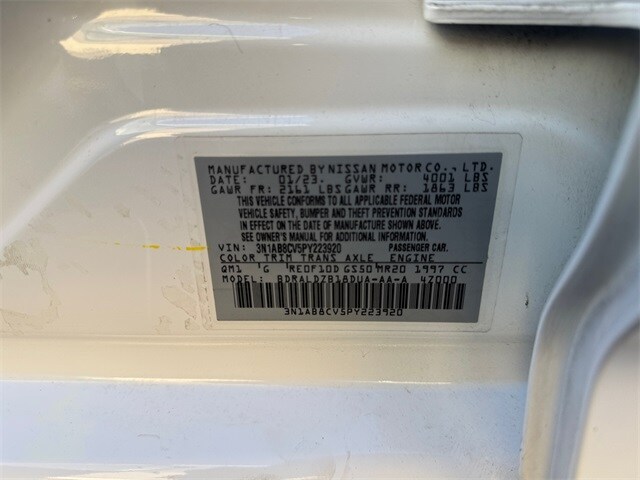 MANUFACTURED BY NISSAN MOTOR CO., LTD.
DATE: 01/23. GVWR: 4001 LBS
GAWR FR: 2161 LBS GAWR RR: 1863 LBS
THIS VEHICLE CONFORMS TO ALL APPLICABLE FEDERAL MOTOR
VEHICLE SAFETY, BUMPER AND THEFT PREVENTION STANDARDS
IN EFFECT ON THE DATE OF MANUFACTURE SHOWN ABOVE.
SEE OWNER'S MANUAL FOR ADDITIONAL INFORMATION.
VIN: 3N1AB8CV5PY223920 PASSENGER CAR.
COLOR TRIM TRANS AXLE ENGINE
QM1 G RE0F10D GS50 MR20 1997 CC
MODEL: BDRALDZB18DUA-AA-A 47000
3N1AB8CV5PY223920